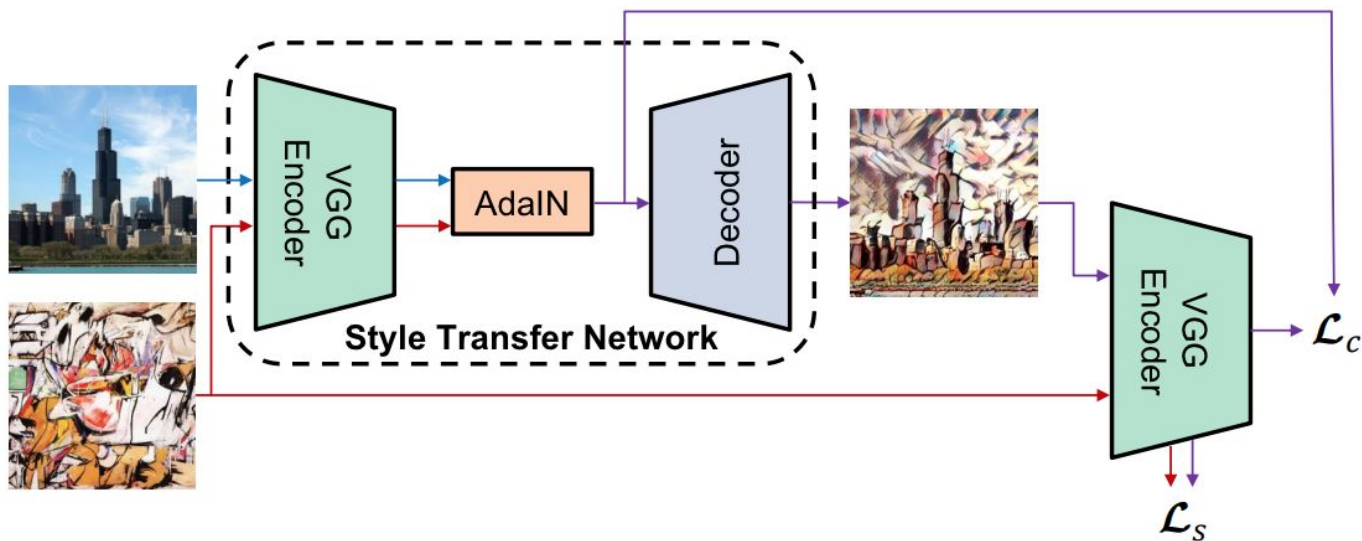 VGG
Encoder
AdaIN
Decoder
Style Transfer Network
VGG
Encoder
ℒc
ℒs